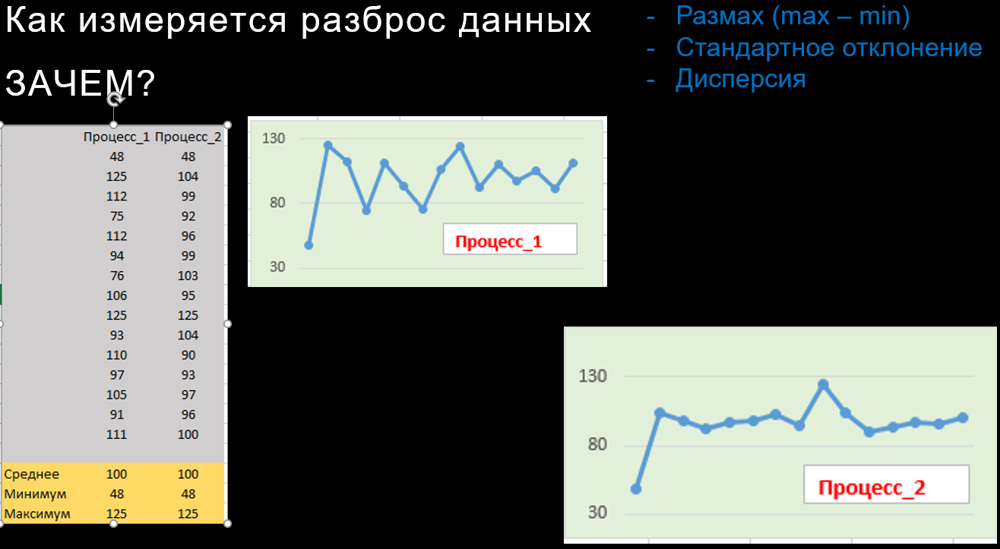 Как измеряется разброс данных
ЗАЧЕМ?
- Размах (max – min)
- Стандартное отклонение
- Дисперсия
Процесс_1 Процесс_2
48 48
125 104
112 99
75 92
112 96
94 99
76 103
106 95
125 125
93 104
110 90
97 93
105 97
91 96
111 100
Среднее 100 100
Минимум 48 48
Максимум 125 125
130
80
30
Процесс_1
130
80
30
Процесс_2